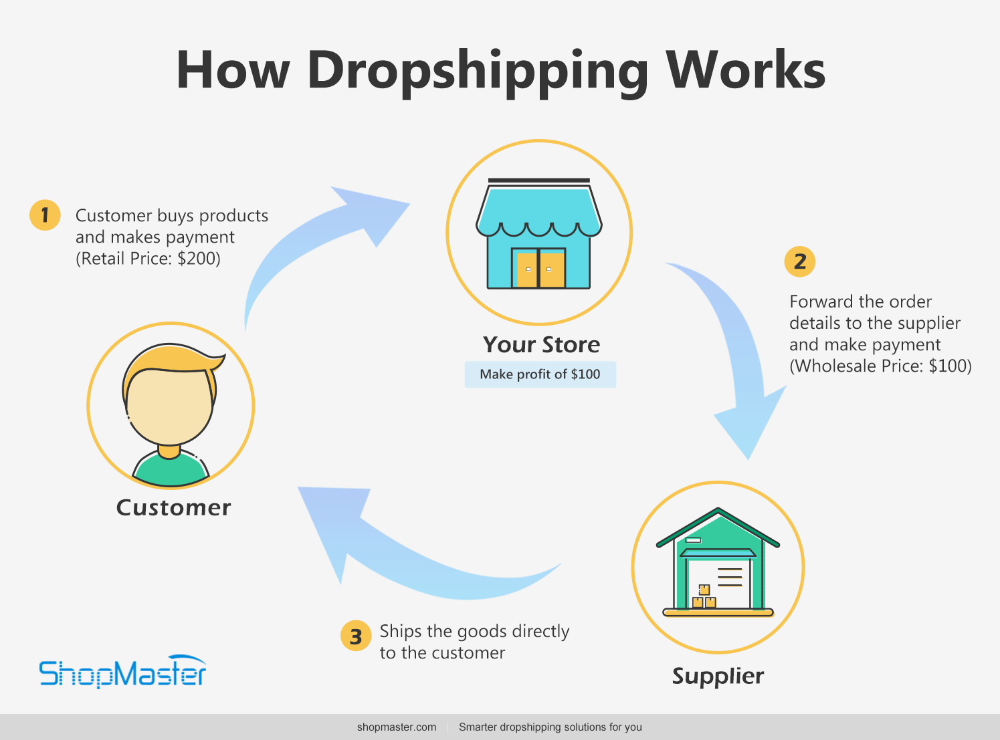 How Dropshipping Works
1
Customer buys products
and makes payment
(Retail Price: $200)
Your Store
Make profit of $100
2
Forward the order
details to the supplier
and make payment
(Wholesale Price: $100)
Customer
3
Ships the goods directly
to the customer
Supplier
ShopMaster
shopmaster.com | Smarter dropshipping solutions for you